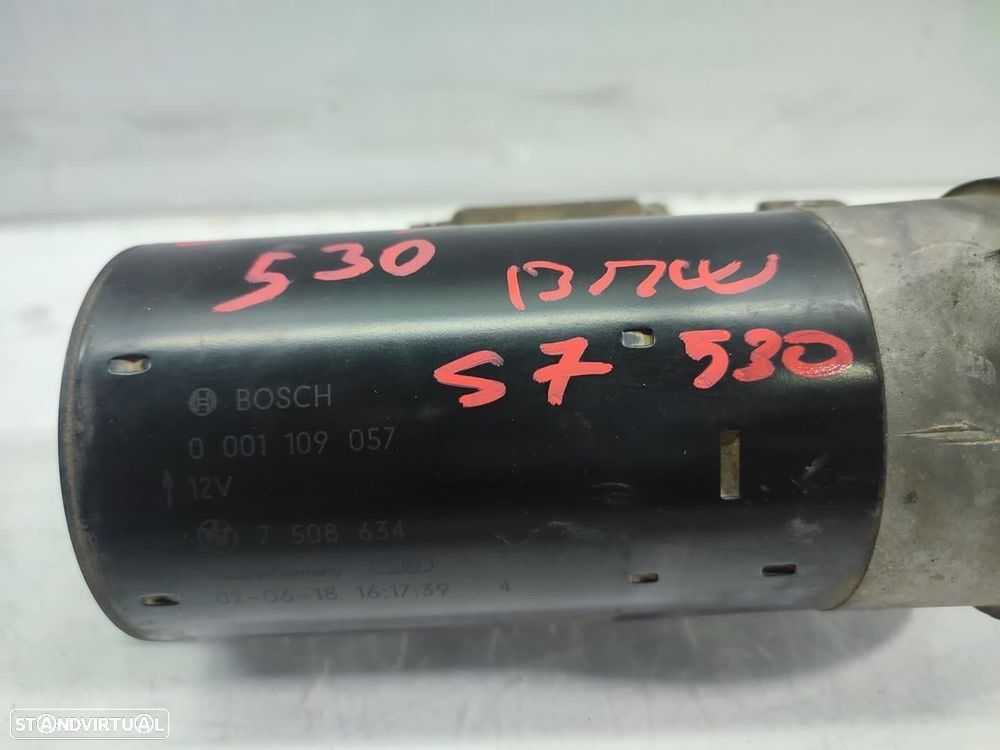 530 BMW
S7 530
BOSCH
0 001 109 057
12V
7 508 634
02-06-18 16:17:39 4
STANDVIRTUAL